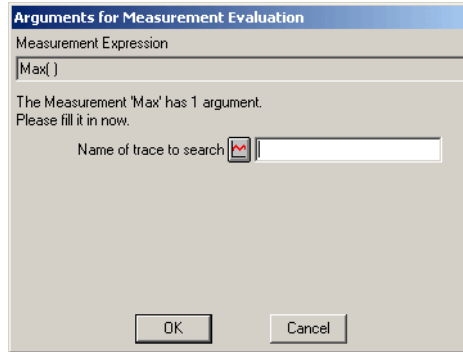 Arguments for Measurement Evaluation
Measurement Expression
Max( )
The Measurement 'Max' has 1 argument.
Please fill it in now.
Name of trace to search
OK Cancel